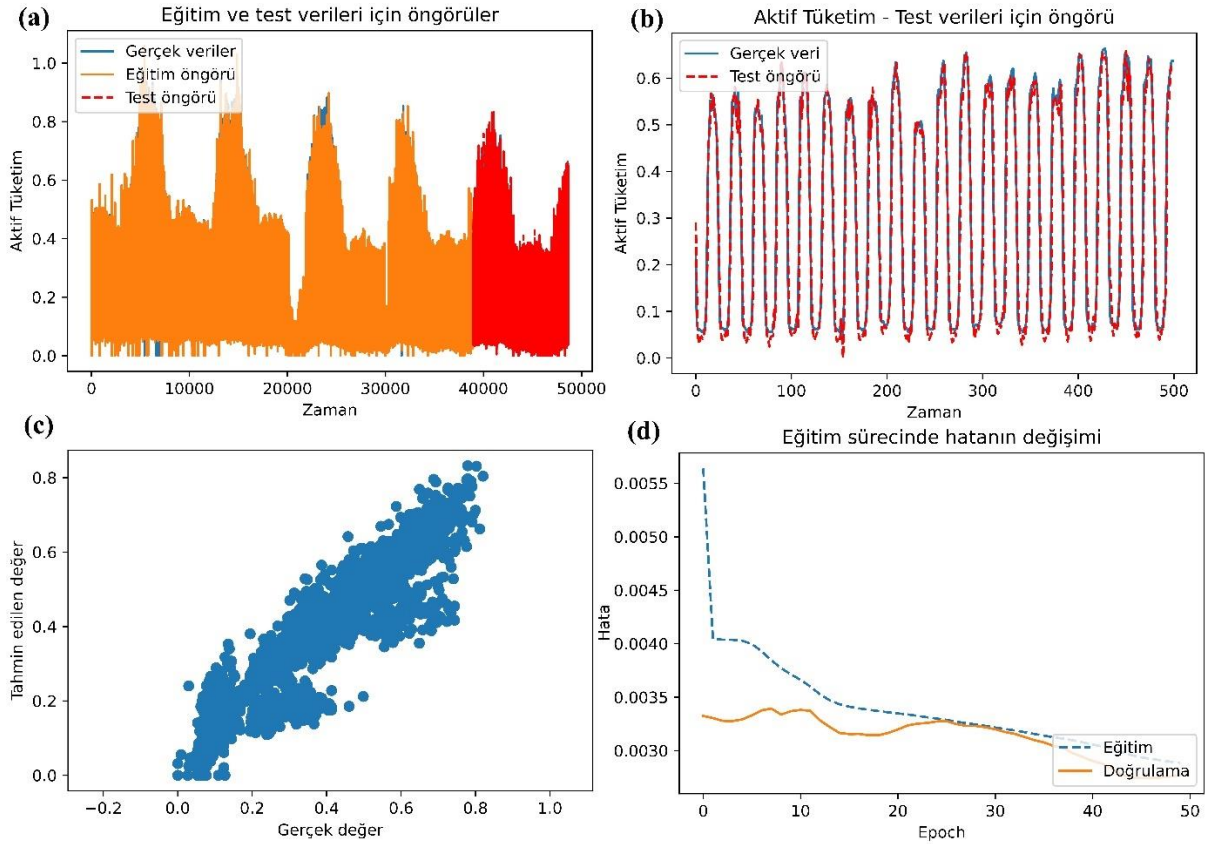 (a)
Eğitim ve test verileri için öngörüler
Gerçek veriler
Eğitim öngörü
Test öngörü
1.0
0.8
0.6
0.4
0.2
0.0
Aktif Tüketim
0
10000
20000
30000
40000
50000
Zaman
(b)
Aktif Tüketim - Test verileri için öngörü
Gerçek veri
Test öngörü
0.6
0.5
0.4
0.3
0.2
0.1
0.0
Aktif Tüketim
0
100
200
300
400
500
Zaman
(c)
0.8
0.6
0.4
0.2
0.0
Tahmin edilen değer
−0.2
0.0
0.2
0.4
0.6
0.8
1.0
Gerçek değer
(d)
Eğitim sürecinde hatanın değişimi
0.0055
0.0050
0.0045
0.0040
0.0035
0.0030
Hata
Eğitim
Doğrulama
0
10
20
30
40
50
Epoch